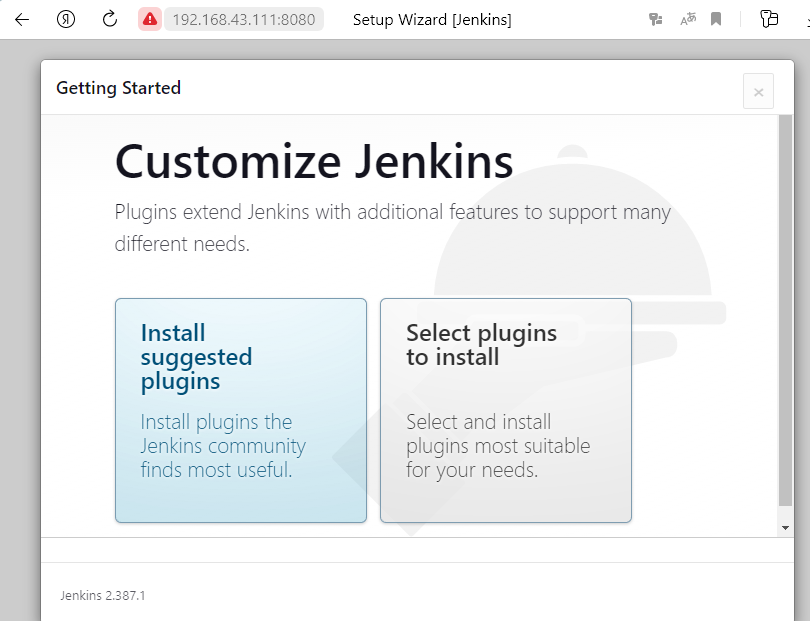 192.168.43.111:8080 Setup Wizard [Jenkins]
Getting Started
Customize Jenkins
Plugins extend Jenkins with additional features to support many
different needs.
Install
suggested
plugins
Install plugins the
Jenkins community
finds most useful.
Select plugins
to install
Select and install
plugins most suitable
for your needs.
Jenkins 2.387.1